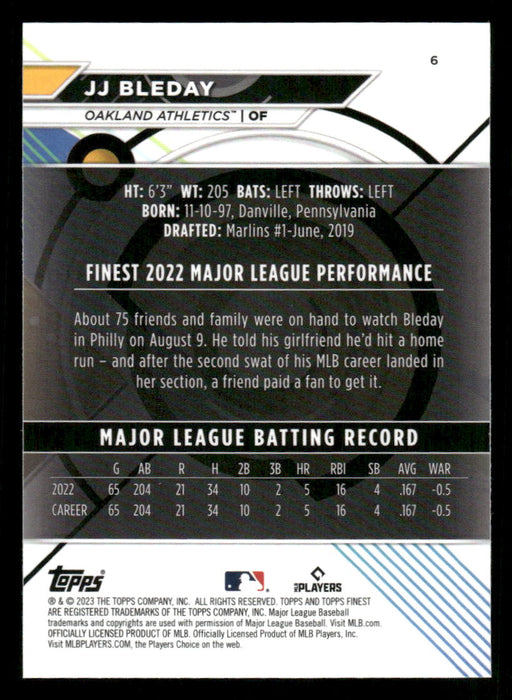 6
JJ BLEDAY
OAKLAND ATHLETICS™ | OF
HT: 6'3" WT: 205 BATS: LEFT THROWS: LEFT
BORN: 11-10-97, Danville, Pennsylvania
DRAFTED: Marlins #1-June, 2019
FINEST 2022 MAJOR LEAGUE PERFORMANCE
About 75 friends and family were on hand to watch Bleday
in Philly on August 9. He told his girlfriend he'd hit a home
run – and after the second swat of his MLB career landed in
her section, a friend paid a fan to get it.
MAJOR LEAGUE BATTING RECORD
G AB R H 2B 3B HR RBI SB AVG WAR
2022 65 204 21 34 10 2 5 16 4 .167 -0.5
CAREER 65 204 21 34 10 2 5 16 4 .167 -0.5
topps
MLB PLAYERS
® & © 2023 THE TOPPS COMPANY, INC. ALL RIGHTS RESERVED. TOPPS AND TOPPS FINEST
ARE REGISTERED TRADEMARKS OF THE TOPPS COMPANY, INC. Major League Baseball
trademarks and copyrights are used with permission of Major League Baseball. Visit MLB.com.
OFFICIALLY LICENSED PRODUCT OF MLB. Officially Licensed Product of MLB Players, Inc.
Visit MLBPLAYERS.COM, the Players Choice on the web.